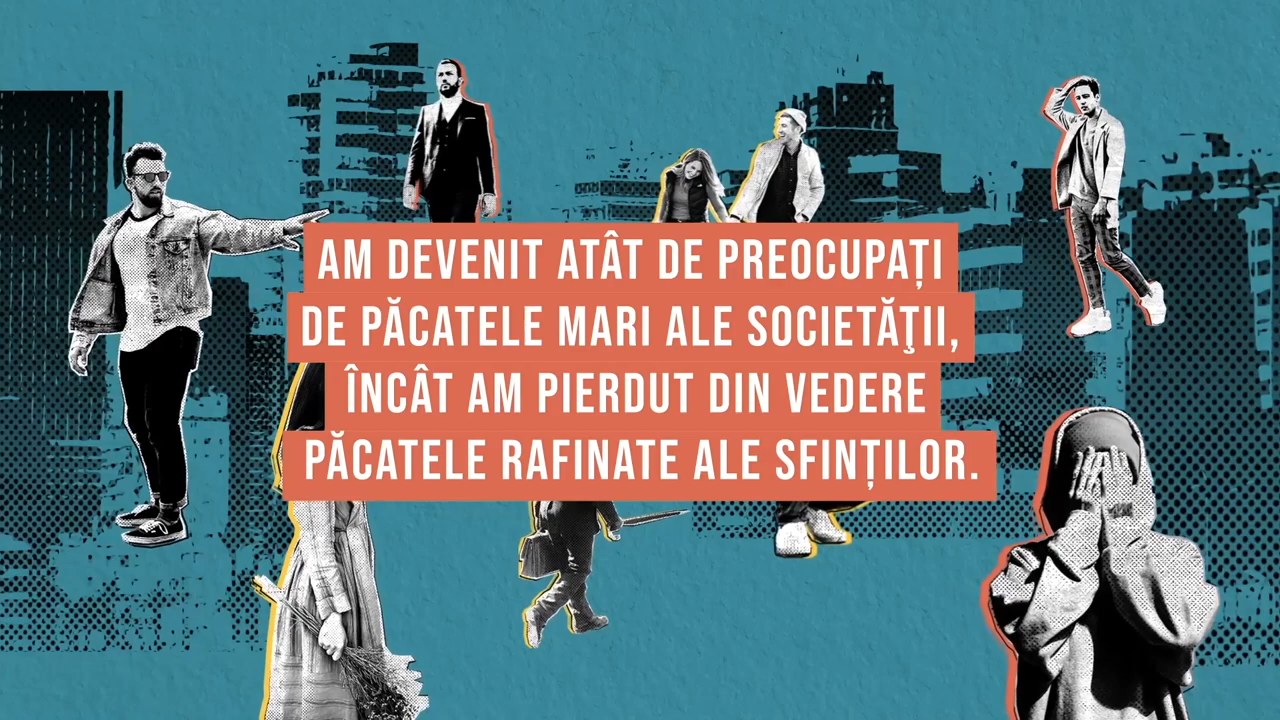 AM DEVENIT ATÂT DE PREOCUPAȚI
DE PĂCATELE MARI ALE SOCIETĂŢII,
ÎNCÂT AM PIERDUT DIN VEDERE
PĂCATELE RAFINATE ALE SFINȚILOR.